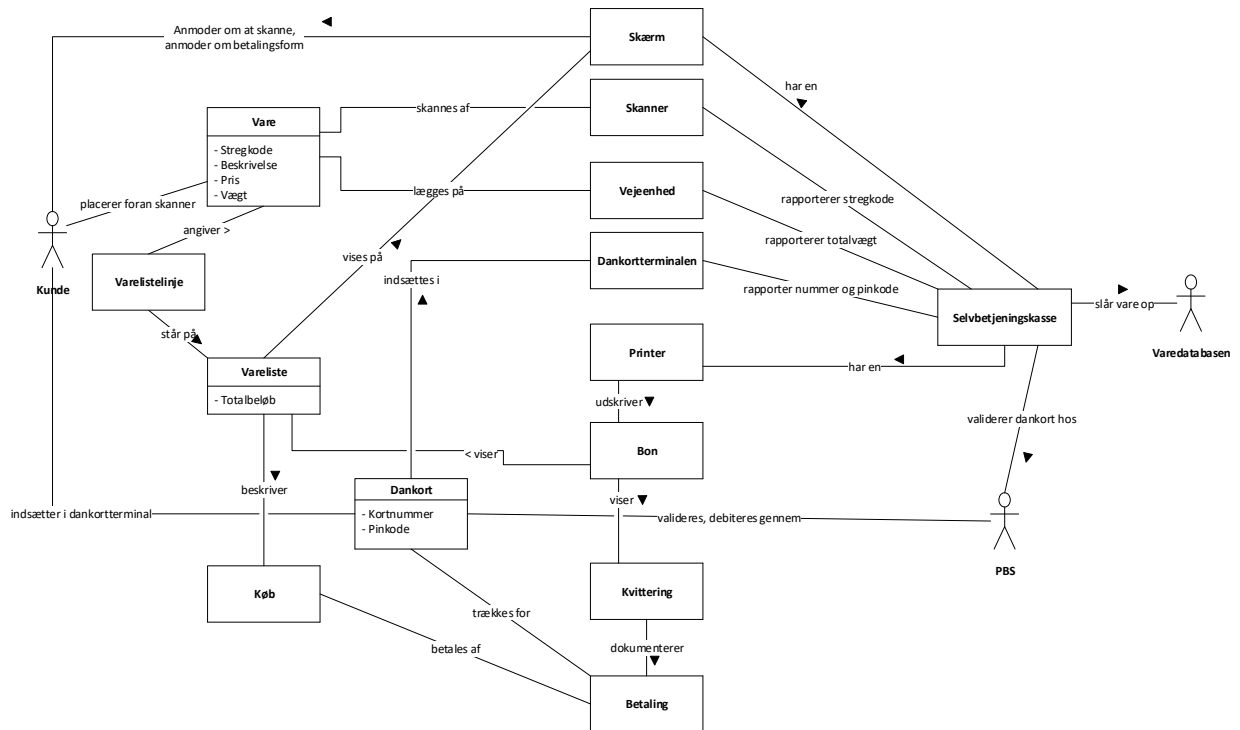 Anmoder om at skanne,
anmoder om betalingsform
Skærm
har en
Vare
- Stregkode
- Beskrivelse
- Pris
- Vægt
skannes af
Skanner
lægges på
Vejeenhed
rapporterer stregkode
placerer foran skanner
angiver >
Kunde
Varelistelinje
vises på
indsættes i
Dankortterminalen
rapporterer totalvægt
rapporter nummer og pinkode
Selvbetjeningskasse
slår vare op
Varedatabasen
står på
Vareliste
- Totalbeløb
Printer
har en
udskriver
validerer dankort hos
Bon
< viser
beskriver
Dankort
- Kortnummer
- Pinkode
viser
indsætter i dankortterminal
valideres, debiteres gennem
PBS
Køb
Kvittering
trækkes for
betales af
dokumenterer
Betaling